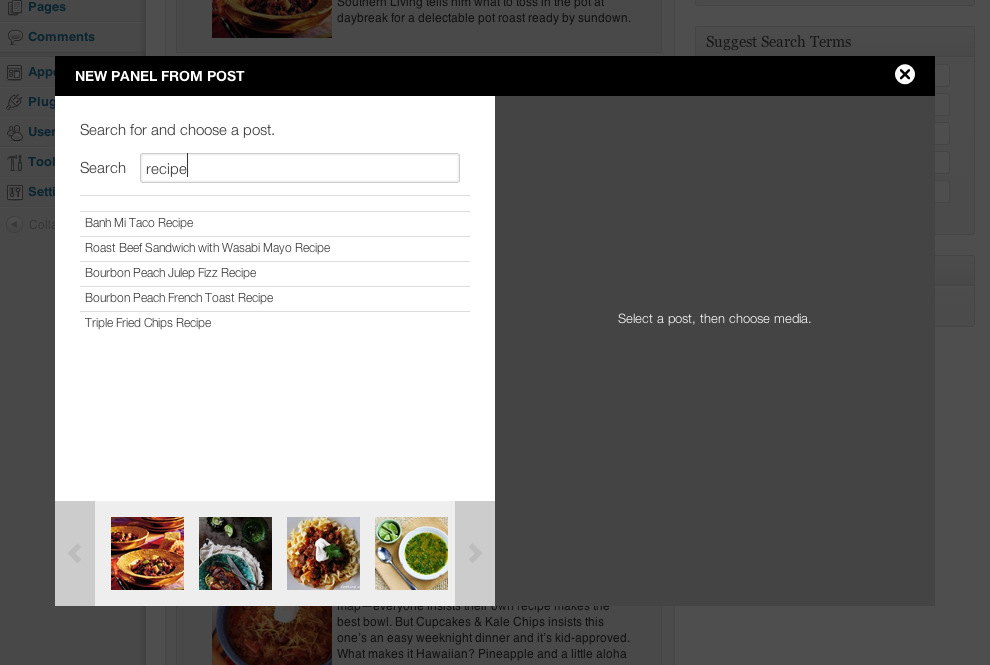 Pages
Comments
Appe
Plug
User
Tool
Setti
Colla
Southern Living tells him what to toss in the pot at
daybreak for a delectable pot roast ready by sundown.
Suggest Search Terms
NEW PANEL FROM POST
Search for and choose a post.
Search recipe
Banh Mi Taco Recipe
Roast Beef Sandwich with Wasabi Mayo Recipe
Bourbon Peach Julep Fizz Recipe
Bourbon Peach French Toast Recipe
Triple Fried Chips Recipe
Select a post, then choose media.
map—everyone insists their own recipe makes the
best bowl. But Cupcakes & Kale Chips insists this
one's an easy weeknight dinner and it's kid-approved.
What makes it Hawaiian? Pineapple and a little aloha